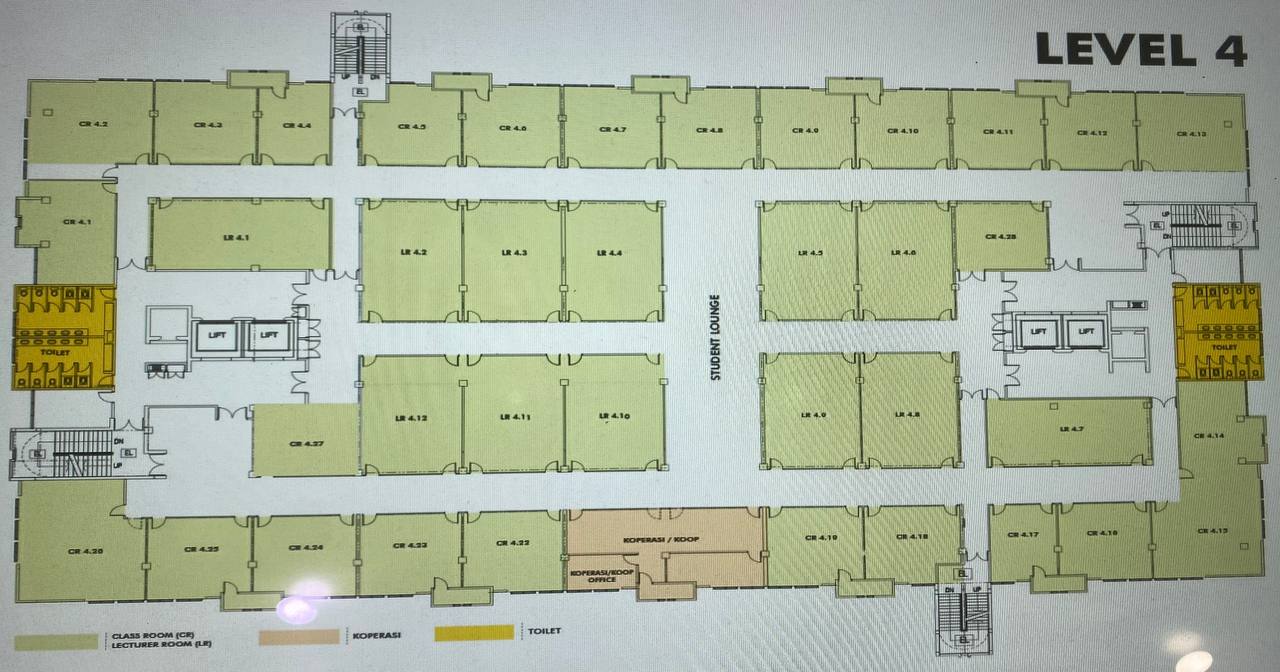 LEVEL 4
EL
UP DN
EL
CR 4.2
CR 4.3
CR 4.4
CR 4.5
CR 4.6
CR 4.7
CR 4.8
CR 4.9
CR 4.10
CR 4.11
CR 4.12
CR 4.13
CR 4.1
LR 4.1
LR 4.2
LR 4.3
LR 4.4
LR 4.5
LR 4.6
CR 4.28
UP
EL
EL
DN
LIFT
LIFT
STUDENT LOUNGE
LIFT
LIFT
TOILET
TOILET
LR 4.12
LR 4.11
LR 4.10
LR 4.9
LR 4.8
LR 4.7
CR 4.14
CR 4.27
DN
EL
EL
UP
CR 4.26
CR 4.25
CR 4.24
CR 4.23
CR 4.22
KOPERASI / KOOP
KOPERASI/KOOP
OFFICE
CR 4.19
CR 4.18
CR 4.17
CR 4.16
CR 4.15
EL
DN UP
EL
CLASS ROOM (CR)
LECTURER ROOM (LR)
KOPERASI
TOILET